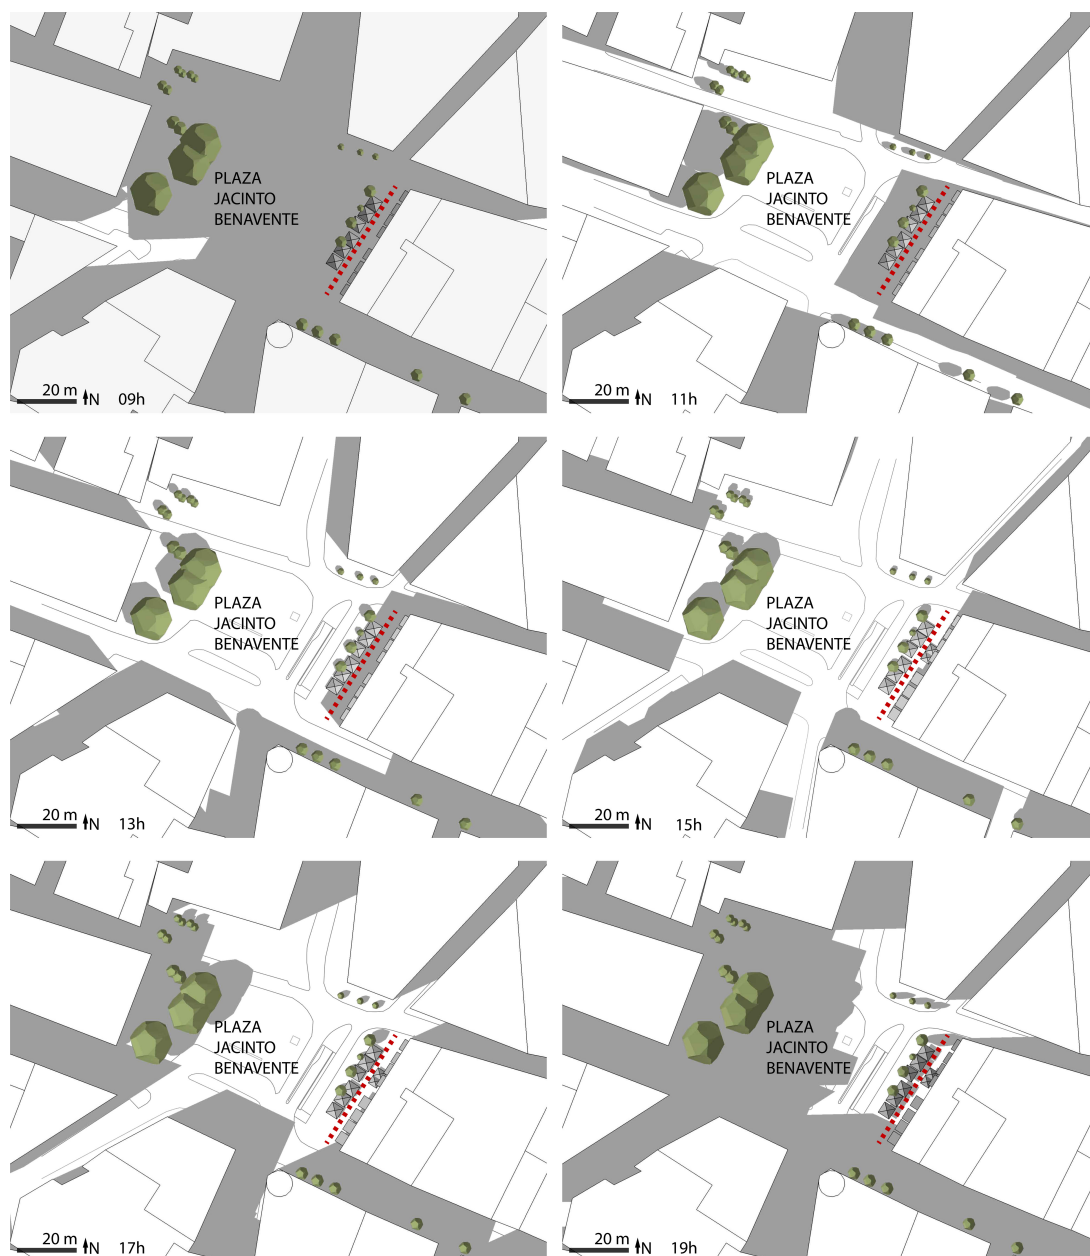 PLAZA
JACINTO
BENAVENTE
20 m N 09h
PLAZA
JACINTO
BENAVENTE
20 m N 11h
PLAZA
JACINTO
BENAVENTE
20 m N 13h
PLAZA
JACINTO
BENAVENTE
20 m N 15h
PLAZA
JACINTO
BENAVENTE
20 m N 17h
PLAZA
JACINTO
BENAVENTE
20 m N 19h